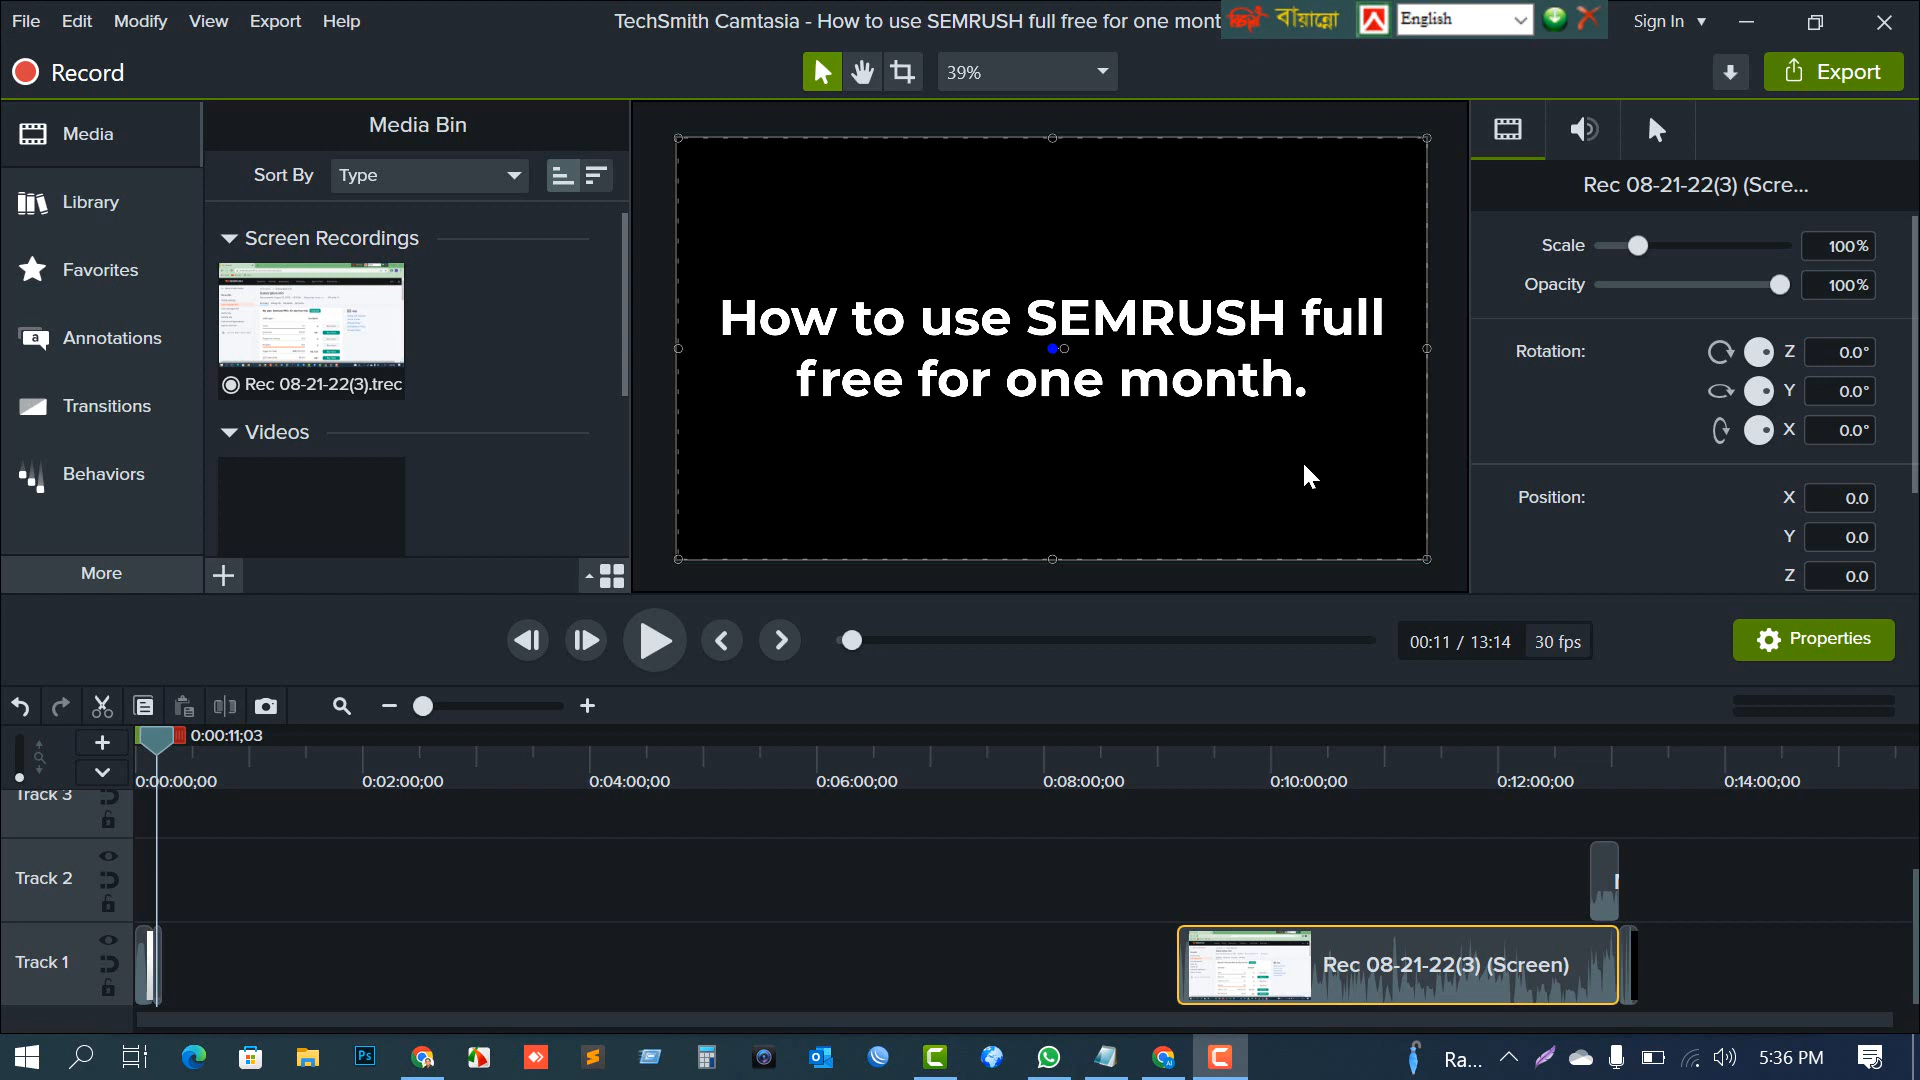 File Edit Modify View Export Help
TechSmith Camtasia - How to use SEMRUSH full free for one mont
বায়ান্নো
English
Sign In
Record
39%
Export
Media
Library
Favorites
Annotations
Transitions
Behaviors
More
Media Bin
Sort By Type
Screen Recordings
Rec 08-21-22(3).trec
Videos
How to use SEMRUSH full
free for one month.
Rec 08-21-22(3) (Scre...
Scale 100%
Opacity 100%
Rotation: Z 0.0°
Y 0.0°
X 0.0°
Position: X 0.0
Y 0.0
Z 0.0
00:11 / 13:14 30 fps
Properties
0:00:11;03
0:00:00;00 0:02:00;00 0:04:00;00 0:06:00;00 0:08:00;00 0:10:00;00 0:12:00;00 0:14:00;00
Track 3
Track 2
Track 1
Rec 08-21-22(3) (Screen)
Ps
Ra...
5:36 PM